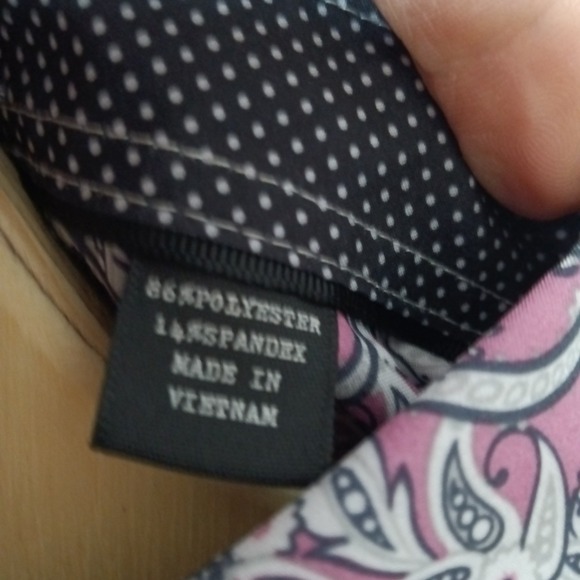 86%POLYESTER
14%SPANDEX
MADE IN
VIETNAM